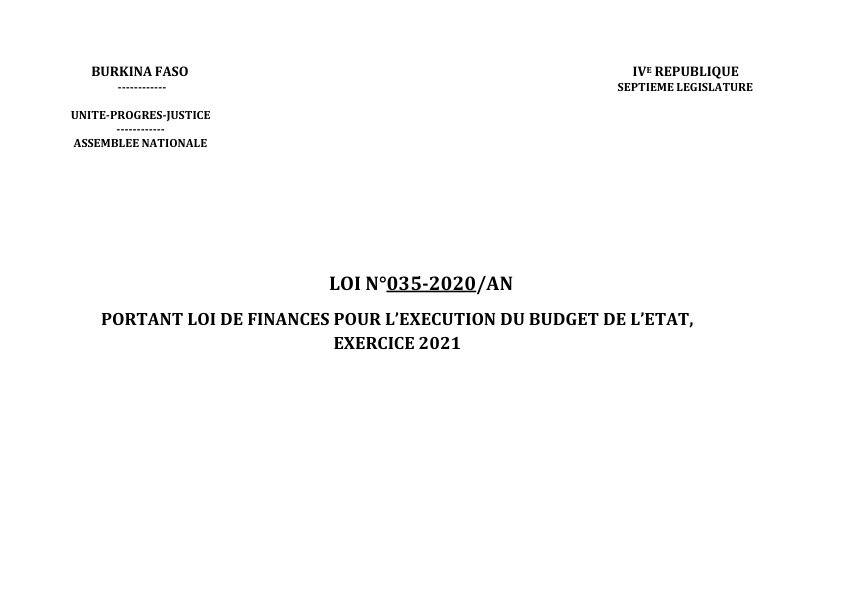 BURKINA FASO
------------
UNITE-PROGRES-JUSTICE
------------
ASSEMBLEE NATIONALE
IVᴱ REPUBLIQUE
SEPTIEME LEGISLATURE
LOI N°035-2020/AN
PORTANT LOI DE FINANCES POUR L’EXECUTION DU BUDGET DE L’ETAT,
EXERCICE 2021